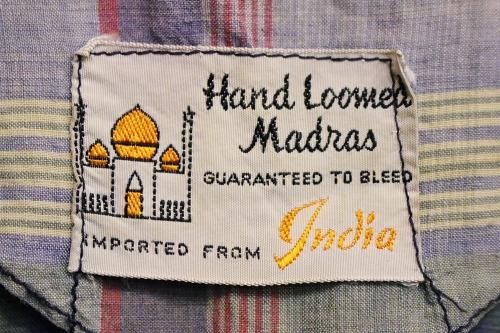 Hand Loomed
Madras
GUARANTEED TO BLEED
IMPORTED FROM India